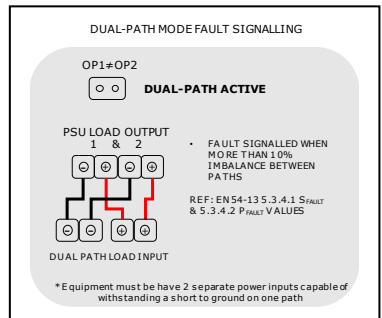 DUAL-PATH MODE FAULT SIGNALLING
OP1≠OP2
DUAL-PATH ACTIVE
PSU LOAD OUTPUT
1 & 2
⊖ ⊕ ⊖ ⊕
⊖ ⊖ ⊕ ⊕
DUAL PATH LOAD INPUT
• FAULT SIGNALLED WHEN
MORE THAN 10%
IMBALANCE BETWEEN
PATHS
REF: EN54-13 5.3.4.1 SFAULT
& 5.3.4.2 PFAULT VALUES
*Equipment must be have 2 separate power inputs capable of
withstanding a short to ground on one path